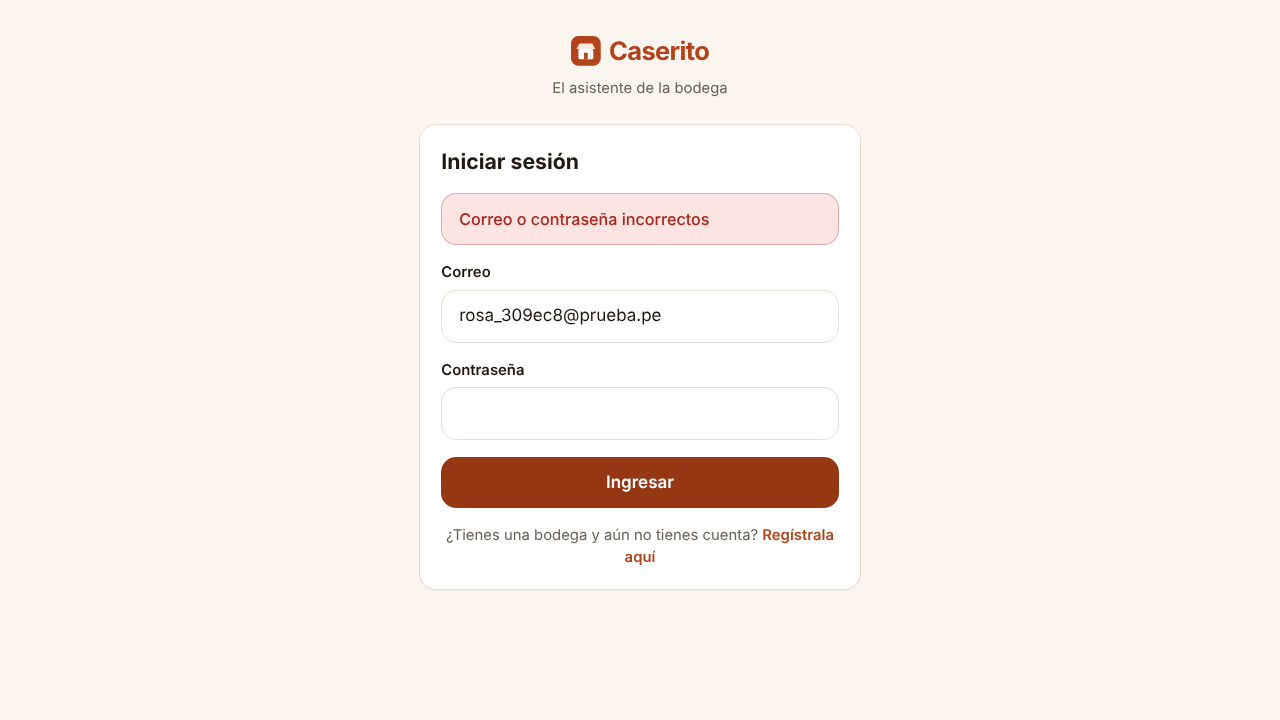 Caserito
El asistente de la bodega
Iniciar sesión
Correo o contraseña incorrectos
Correo
rosa_309ec8@prueba.pe
Contraseña
Ingresar
¿Tienes una bodega y aún no tienes cuenta? Regístrala
aquí